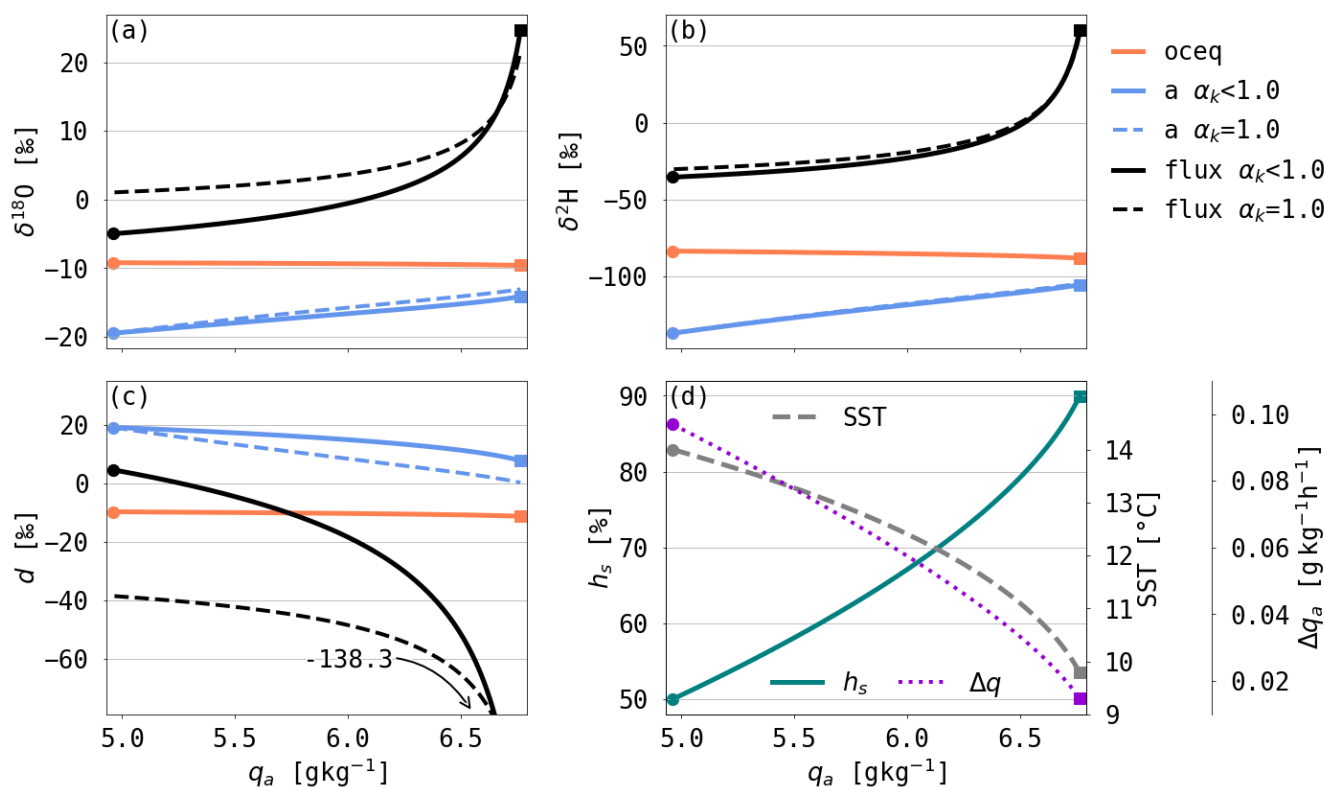 (a)
20
10
0
−10
−20
δ¹⁸O [‰]
(b)
50
0
−50
−100
δ²H [‰]
oceq
a αₖ<1.0
a αₖ=1.0
flux αₖ<1.0
flux αₖ=1.0
(c)
20
0
−20
−40
−60
d [‰]
-138.3
5.0 5.5 6.0 6.5
qₐ [gkg⁻¹]
(d)
90
80
70
60
50
hₛ [%]
SST
hₛ Δq
5.0 5.5 6.0 6.5
qₐ [gkg⁻¹]
14
13
12
11
10
9
SST [°C]
0.10
0.08
0.06
0.04
0.02
Δqₐ [gkg⁻¹h⁻¹]